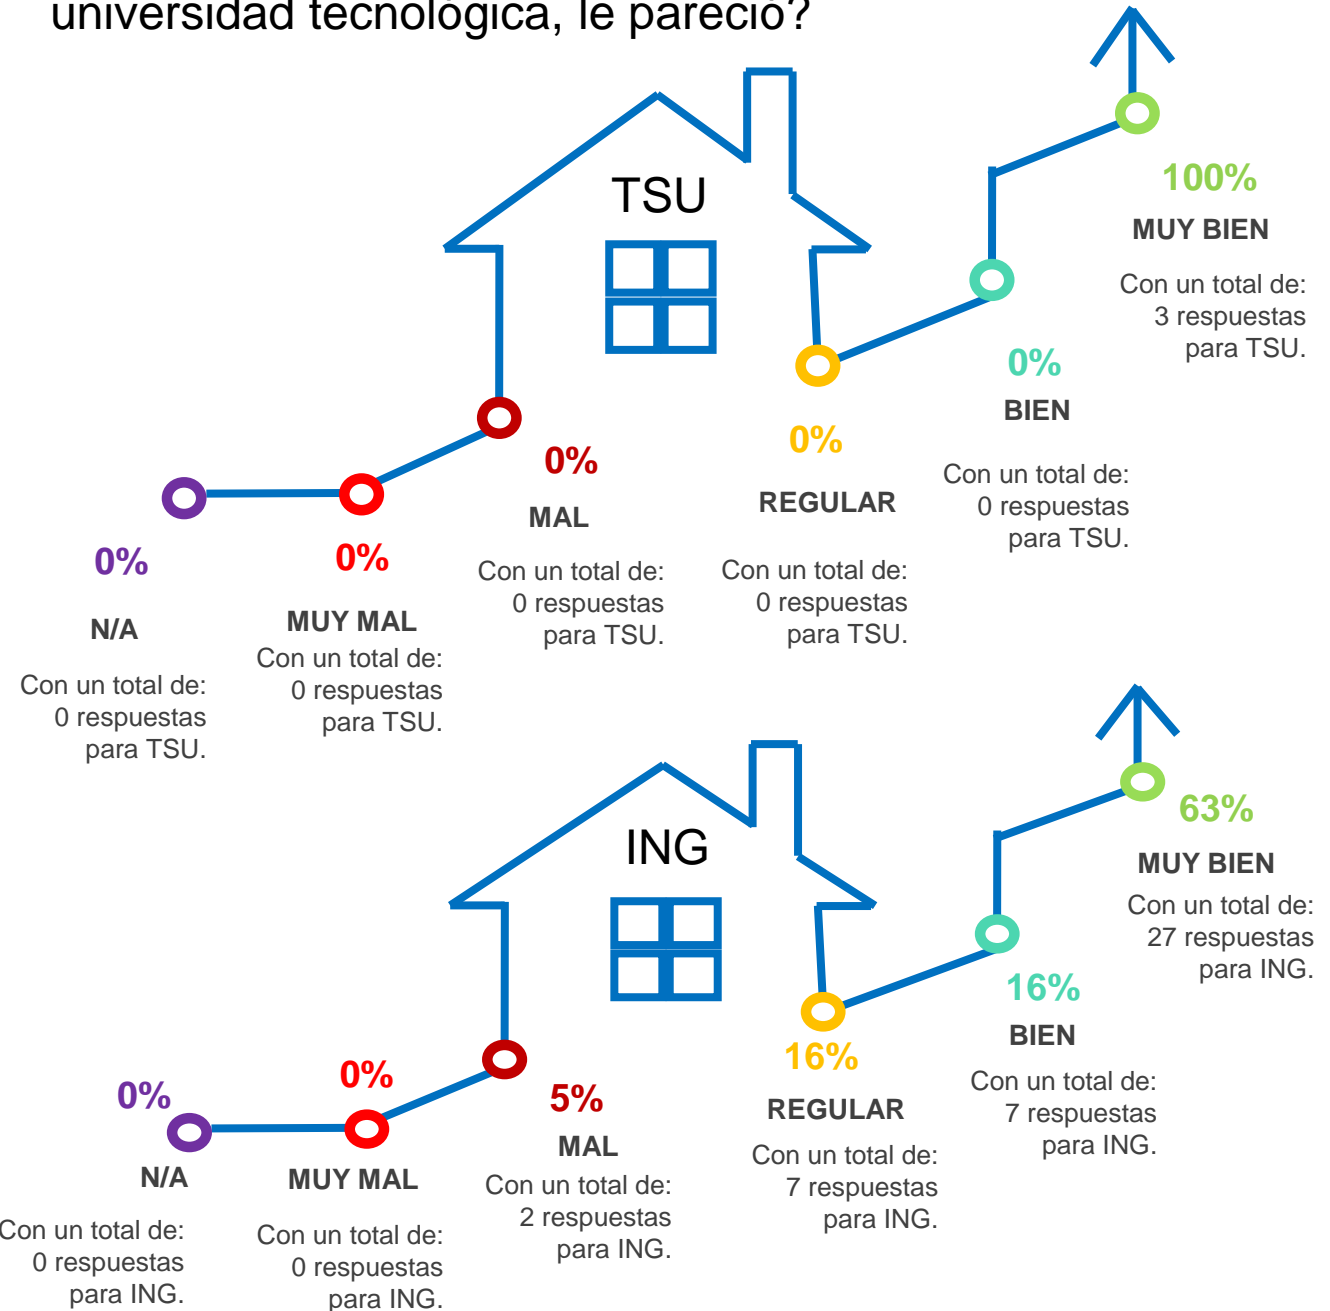 universidad tecnológica, le pareció?
TSU
100%
MUY BIEN
Con un total de:
3 respuestas
para TSU.
0%
BIEN
Con un total de:
0 respuestas
para TSU.
0%
REGULAR
Con un total de:
0 respuestas
para TSU.
0%
MAL
Con un total de:
0 respuestas
para TSU.
0%
MUY MAL
Con un total de:
0 respuestas
para TSU.
0%
N/A
Con un total de:
0 respuestas
para TSU.
ING
63%
MUY BIEN
Con un total de:
27 respuestas
para ING.
16%
BIEN
Con un total de:
7 respuestas
para ING.
16%
REGULAR
Con un total de:
7 respuestas
para ING.
5%
MAL
Con un total de:
2 respuestas
para ING.
0%
MUY MAL
Con un total de:
0 respuestas
para ING.
0%
N/A
Con un total de:
0 respuestas
para ING.